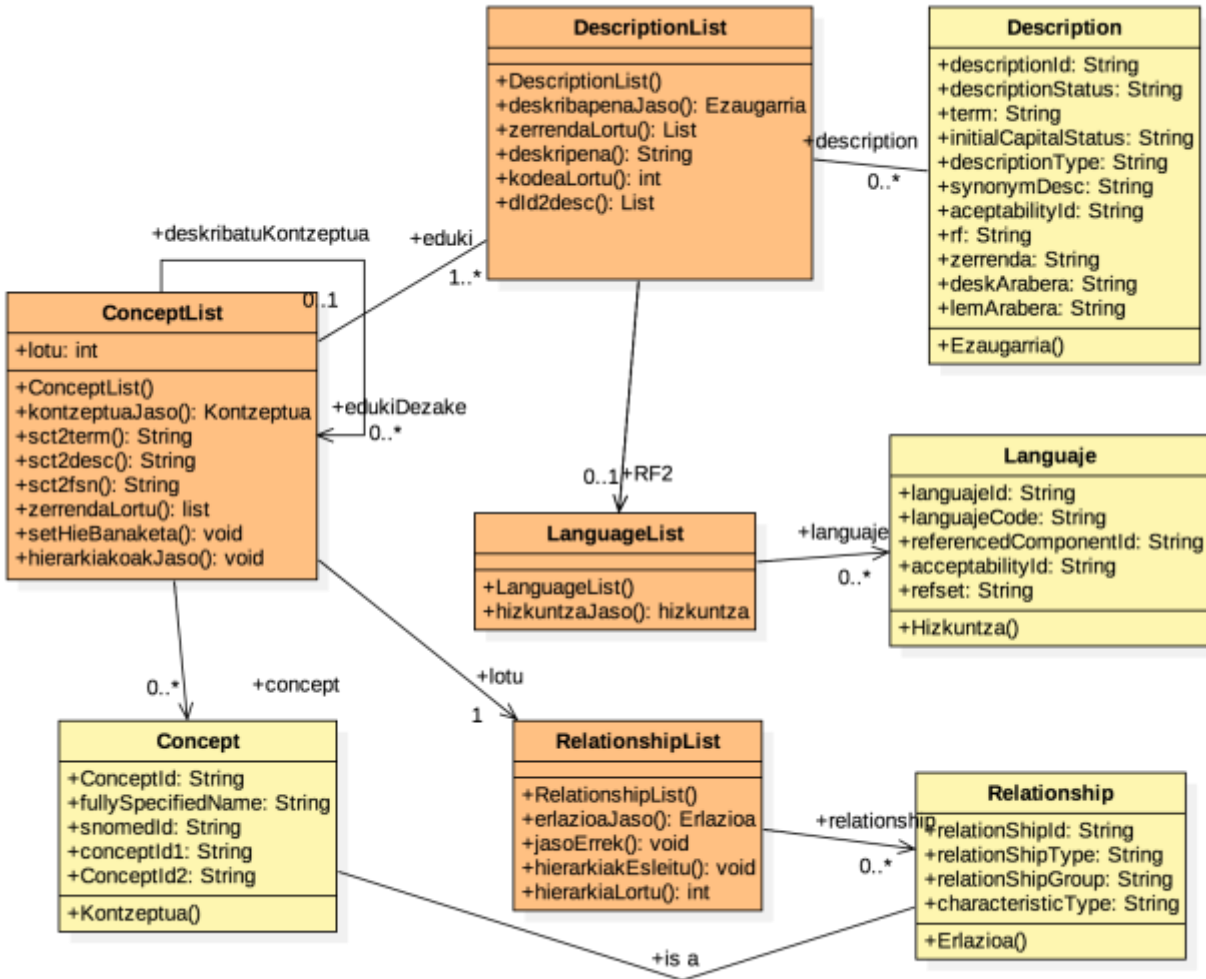 DescriptionList
+DescriptionList()
+deskribapenaJaso(): Ezaugarria
+zerrendaLortu(): List
+deskripena(): String
+kodeaLortu(): int
+dId2desc(): List
+description
0..*
Description
+descriptionId: String
+descriptionStatus: String
+term: String
+initialCapitalStatus: String
+descriptionType: String
+synonymDesc: String
+aceptabilityId: String
+rf: String
+zerrenda: String
+deskArabera: String
+lemArabera: String
+Ezaugarria()
+deskribatuKontzeptua
+eduki
1..*
0..1
ConceptList
+lotu: int
+ConceptList()
+kontzeptuaJaso(): Kontzeptua
+sct2term(): String
+sct2desc(): String
+sct2fsn(): String
+zerrendaLortu(): list
+setHieBanaketa(): void
+hierarkiakoakJaso(): void
+edukiDezake
0..*
0..1
+RF2
LanguageList
+LanguageList()
+hizkuntzaJaso(): hizkuntza
+languaje
0..*
Languaje
+languajeId: String
+languajeCode: String
+referencedComponentId: String
+acceptabilityId: String
+refset: String
+Hizkuntza()
0..*
+concept
+lotu
1
Concept
+ConceptId: String
+fullySpecifiedName: String
+snomedId: String
+conceptId1: String
+ConceptId2: String
+Kontzeptua()
RelationshipList
+RelationshipList()
+erlazioaJaso(): Erlazioa
+jasoErrek(): void
+hierarkiakEsleitu(): void
+hierarkiaLortu(): int
+relationship
0..*
Relationship
+relationShipId: String
+relationShipType: String
+relationShipGroup: String
+characteristicType: String
+Erlazioa()
+is a